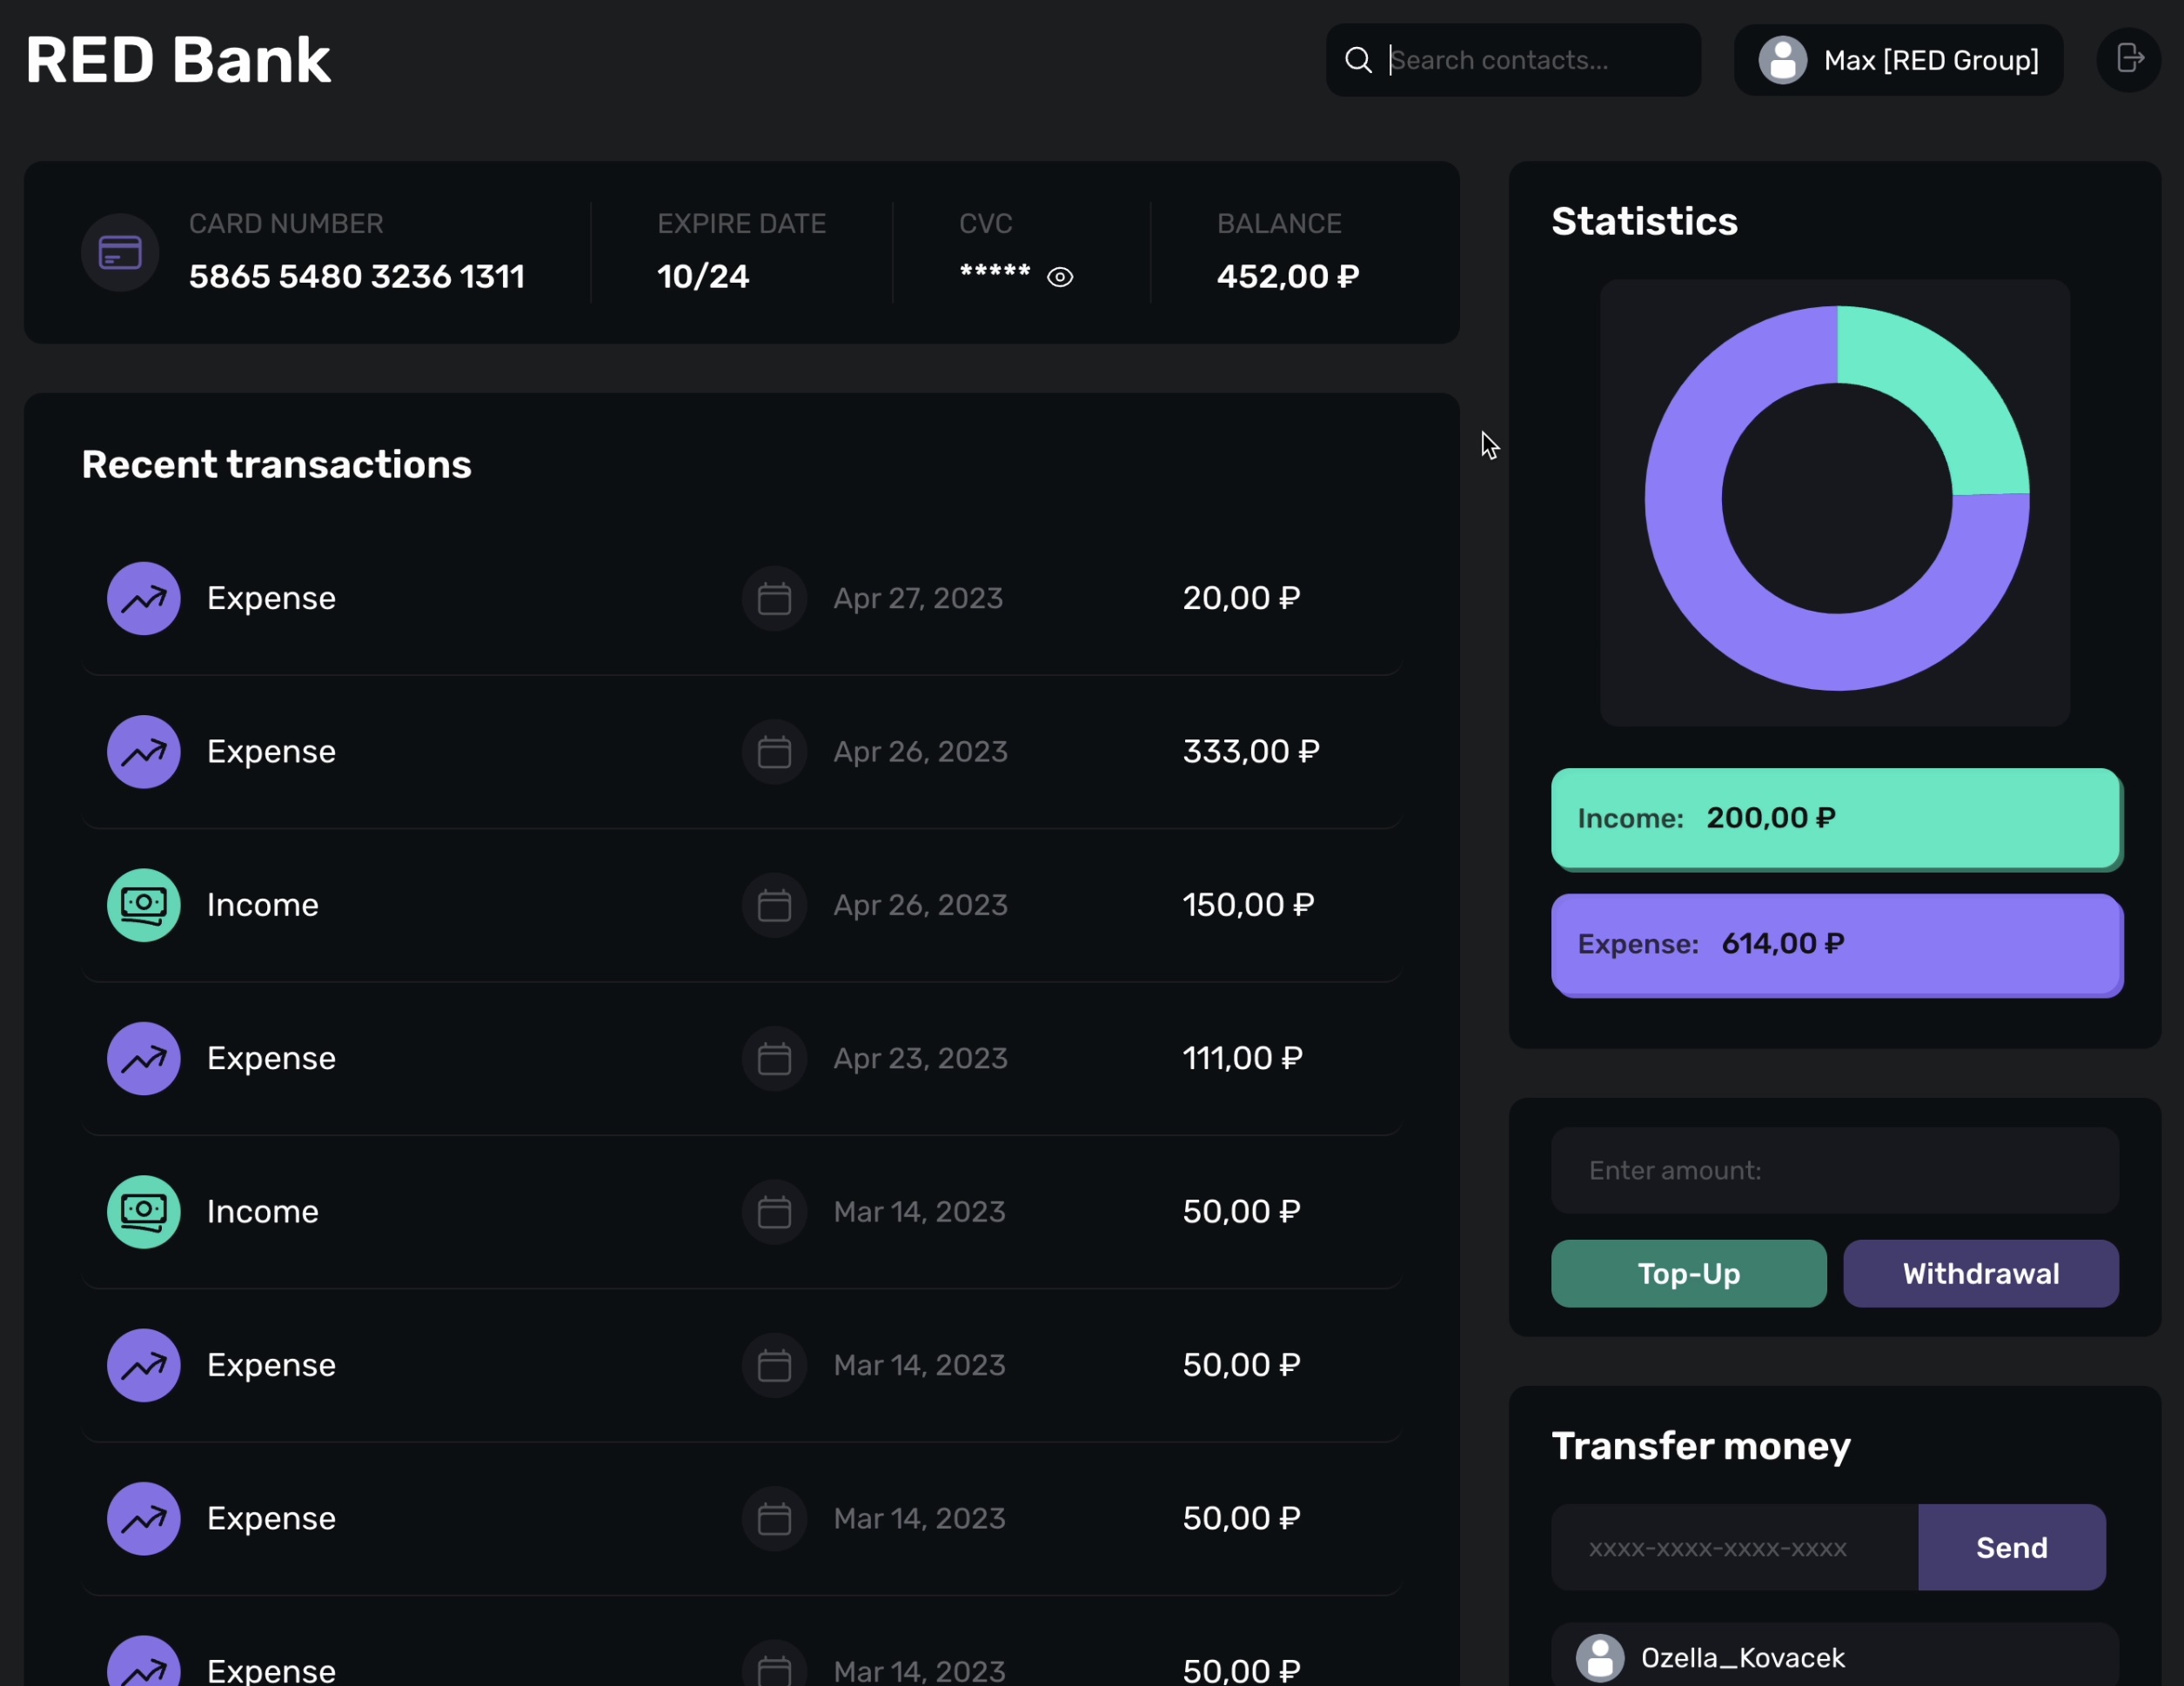 RED Bank
Search contacts...
Max [RED Group]
CARD NUMBER
5865 5480 3236 1311
EXPIRE DATE
10/24
CVC
*****
BALANCE
452,00 ₽
Recent transactions
Expense Apr 27, 2023 20,00 ₽
Expense Apr 26, 2023 333,00 ₽
Income Apr 26, 2023 150,00 ₽
Expense Apr 23, 2023 111,00 ₽
Income Mar 14, 2023 50,00 ₽
Expense Mar 14, 2023 50,00 ₽
Expense Mar 14, 2023 50,00 ₽
Expense Mar 14, 2023 50,00 ₽
Statistics
Income: 200,00 ₽
Expense: 614,00 ₽
Enter amount:
Top-Up
Withdrawal
Transfer money
xxxx-xxxx-xxxx-xxxx
Send
Ozella_Kovacek